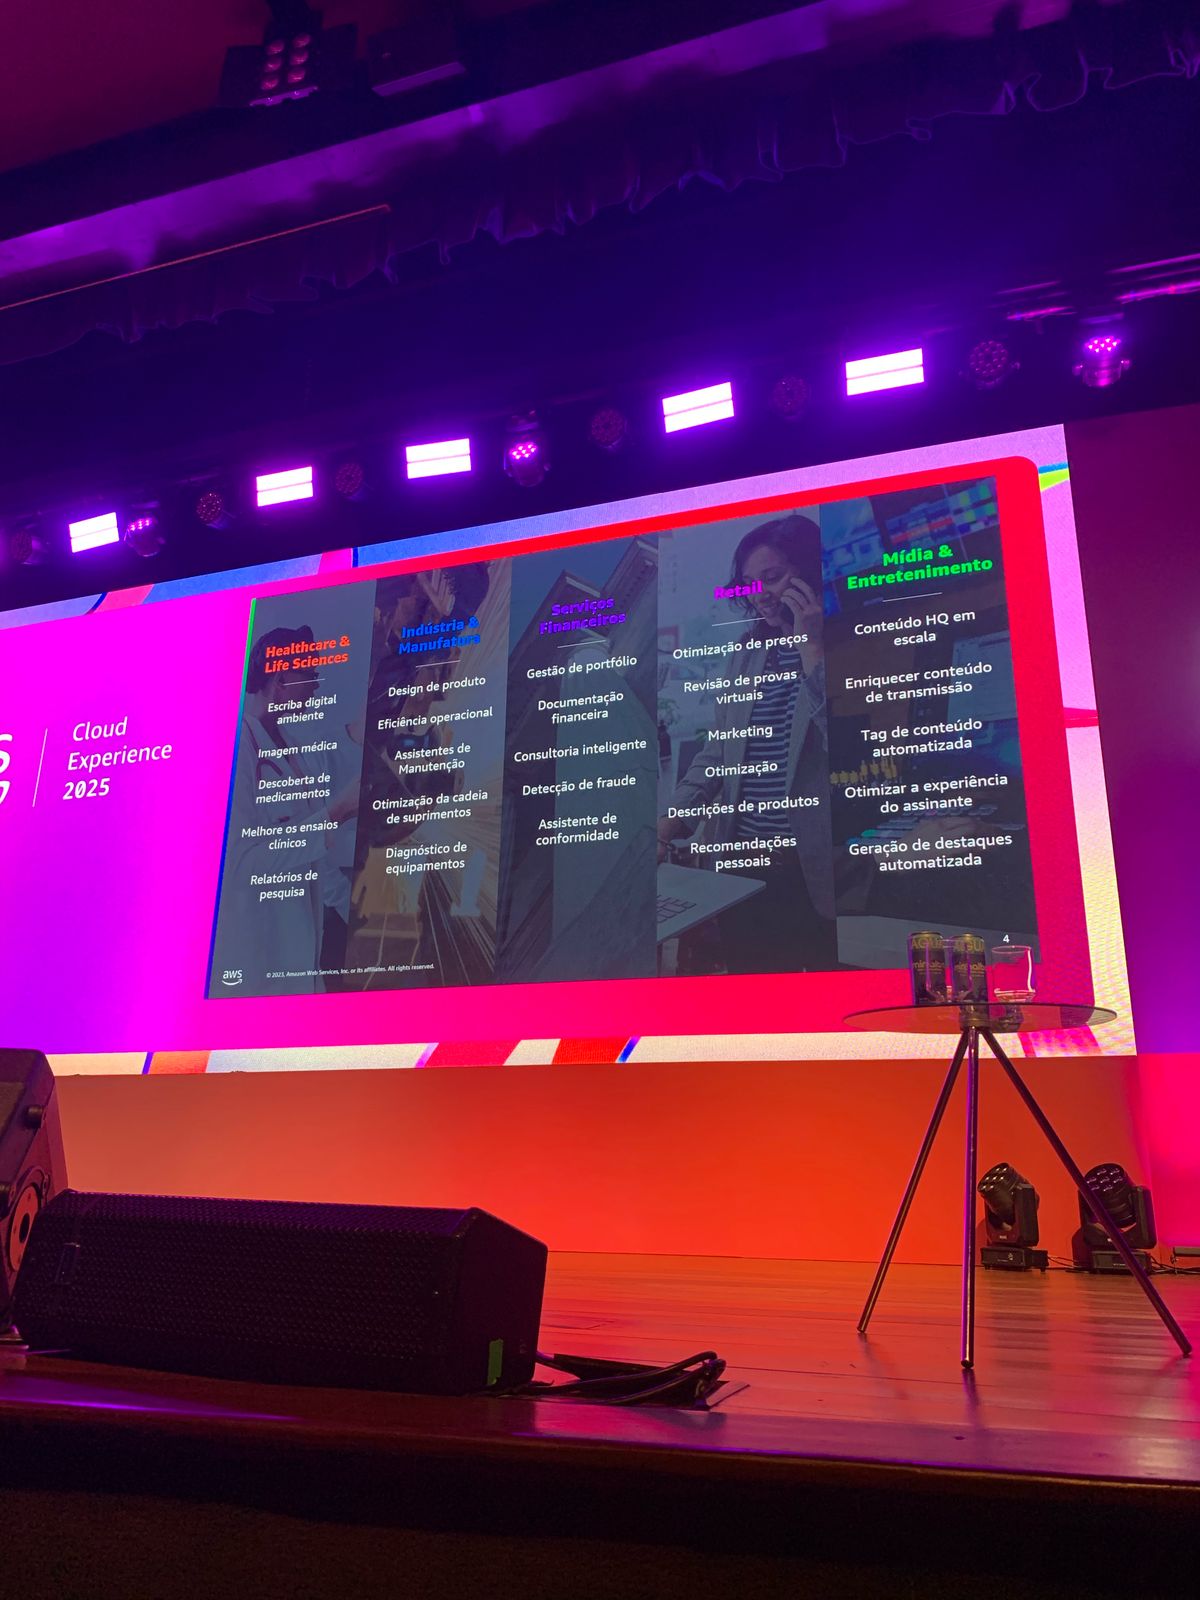 Cloud
Experience
2025
Healthcare &
Life Sciences
Escriba digital
ambiente
Imagem médica
Descoberta de
medicamentos
Melhore os ensaios
clínicos
Relatórios de
pesquisa
Indústria &
Manufatura
Design de produto
Eficiência operacional
Assistentes de
Manutenção
Otimização da cadeia
de suprimentos
Diagnóstico de
equipamentos
Serviços
Financeiros
Gestão de portfólio
Documentação
financeira
Consultoria inteligente
Detecção de fraude
Assistente de
conformidade
Retail
Otimização de preços
Revisão de provas
virtuais
Marketing
Otimização
Descrições de produtos
Recomendações
pessoais
Mídia &
Entretenimento
Conteúdo HQ em
escala
Enriquecer conteúdo
de transmissão
Tag de conteúdo
automatizada
Otimizar a experiência
do assinante
Geração de destaques
automatizada
aws
© 2023, Amazon Web Services, Inc. or its affiliates. All rights reserved.
4